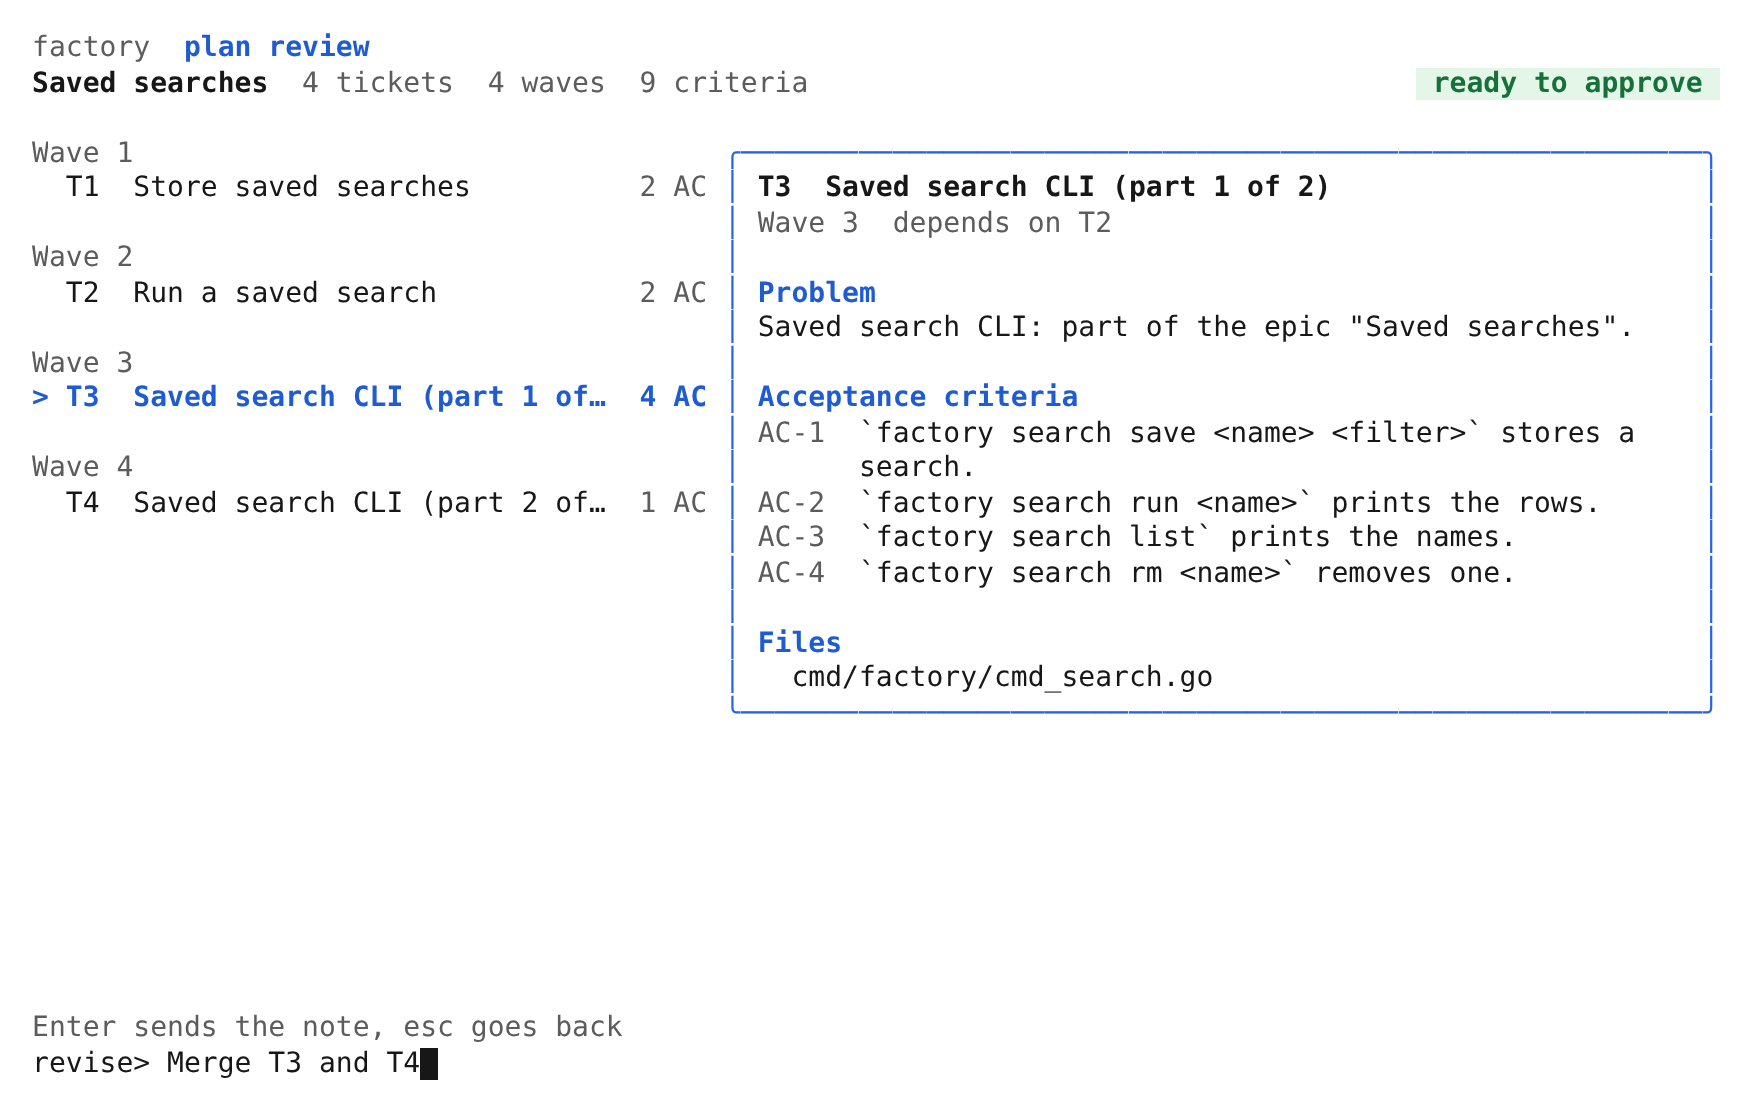 factory  plan review
Saved searches  4 tickets  4 waves  9 criteria  ready to approve
Wave 1
T1  Store saved searches  2 AC
Wave 2
T2  Run a saved search  2 AC
Wave 3
> T3  Saved search CLI (part 1 of…  4 AC
Wave 4
T4  Saved search CLI (part 2 of…  1 AC
T3  Saved search CLI (part 1 of 2)
Wave 3  depends on T2
Problem
Saved search CLI: part of the epic "Saved searches".
Acceptance criteria
AC-1  `factory search save <name> <filter>` stores a
search.
AC-2  `factory search run <name>` prints the rows.
AC-3  `factory search list` prints the names.
AC-4  `factory search rm <name>` removes one.
Files
cmd/factory/cmd_search.go
Enter sends the note, esc goes back
revise> Merge T3 and T4